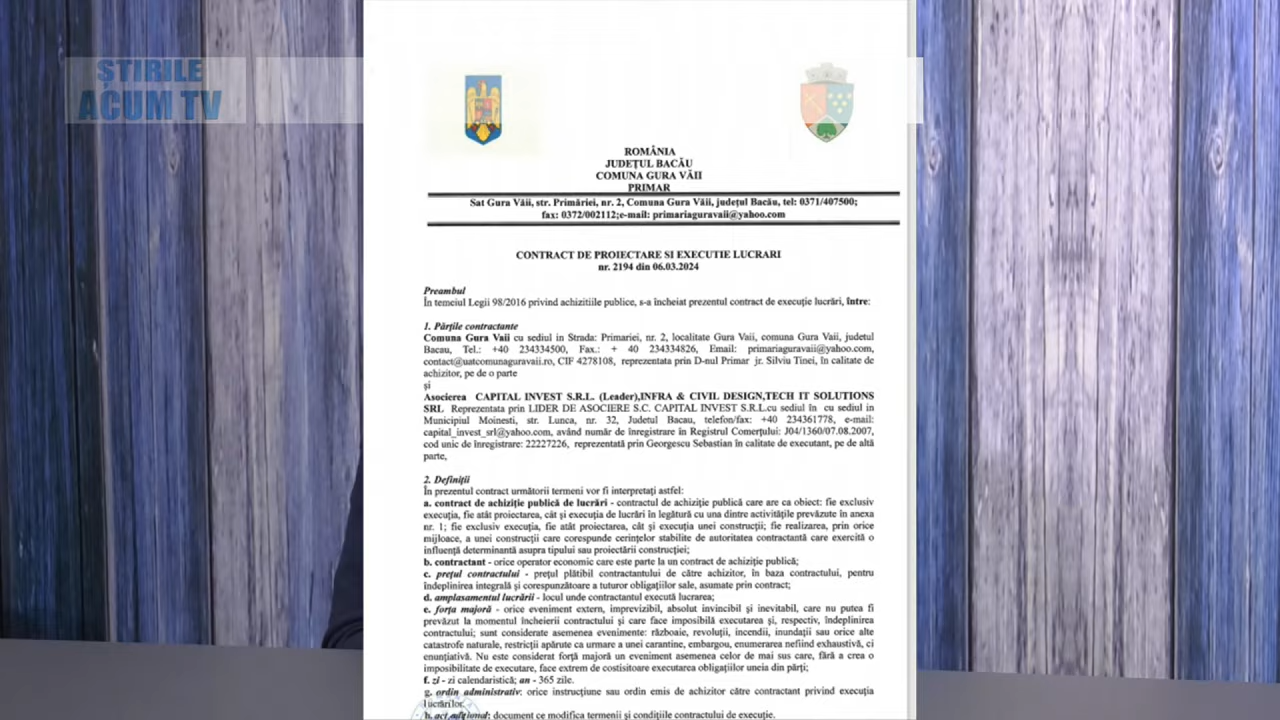 ȘTIRILE
ACUM TV
ROMÂNIA
JUDEȚUL BACĂU
COMUNA GURA VĂII
PRIMAR
Sat Gura Văii, str. Primăriei, nr. 2, Comuna Gura Văii, județul Bacău, tel: 0371/407500;
fax: 0372/002112;e-mail: primariaguravaii@yahoo.com
CONTRACT DE PROIECTARE SI EXECUTIE LUCRARI
nr. 2194 din 06.03.2024
Preambul
În temeiul Legii 98/2016 privind achizitiile publice, s-a încheiat prezentul contract de execuție lucrări, între:
1. Părțile contractante
Comuna Gura Vaii cu sediul in Strada: Primariei, nr. 2, localitate Gura Vaii, comuna Gura Vaii, judetul
Bacau, Tel.: +40 234334500, Fax.: + 40 234334826, Email: primariaguravaii@yahoo.com,
contact@uatcomunaguravaii.ro, CIF 4278108, reprezentata prin D-nul Primar jr. Silviu Tinei, în calitate de
achizitor, pe de o parte
și
Asocierea CAPITAL INVEST S.R.L. (Leader),INFRA & CIVIL DESIGN,TECH IT SOLUTIONS
SRL Reprezentata prin LIDER DE ASOCIERE S.C. CAPITAL INVEST S.R.L.cu sediul în cu sediul in
Municipiul Moinesti, str. Lunca, nr. 32, Judetul Bacau, telefon/fax: +40 234361778, e-mail:
capital_invest_srl@yahoo.com, având număr de înregistrare în Registrul Comerțului: J04/1360/07.08.2007,
cod unic de înregistrare: 22227226, reprezentată prin Georgescu Sebastian în calitate de executant, pe de altă
parte,
2. Definiții
În prezentul contract următorii termeni vor fi interpretați astfel:
a. contract de achiziție publică de lucrări - contractul de achiziție publică care are ca obiect: fie exclusiv
execuția, fie atât proiectarea, cât și execuția de lucrări în legătură cu una dintre activitățile prevăzute în anexa
nr. 1; fie exclusiv execuția, fie atât proiectarea, cât și execuția unei construcții; fie realizarea, prin orice
mijloace, a unei construcții care corespunde cerințelor stabilite de autoritatea contractantă care exercită o
influență determinantă asupra tipului sau proiectării construcției;
b. contractant - orice operator economic care este parte la un contract de achiziție publică;
c. prețul contractului - prețul plătibil contractantului de către achizitor, în baza contractului, pentru
îndeplinirea integrală și corespunzătoare a tuturor obligațiilor sale, asumate prin contract;
d. amplasamentul lucrării - locul unde contractantul execută lucrarea;
e. forța majoră - orice eveniment extern, imprevizibil, absolut invincibil și inevitabil, care nu putea fi
prevăzut la momentul încheierii contractului și care face imposibilă executarea și, respectiv, îndeplinirea
contractului; sunt considerate asemenea evenimente: războaie, revoluții, incendii, inundații sau orice alte
catastrofe naturale, restricții apărute ca urmare a unei carantine, embargou, enumerarea nefiind exhaustivă, ci
enunțiativă. Nu este considerat forță majoră un eveniment asemenea celor de mai sus care, fără a crea o
imposibilitate de executare, face extrem de costisitoare executarea obligațiilor uneia din părți;
f. zi - zi calendaristică; an - 365 zile.
g. ordin administrativ: orice instrucțiune sau ordin emis de achizitor către contractant privind execuția
lucrărilor.
h. act adițional: document ce modifica termenii și condițiile contractului de execuție.